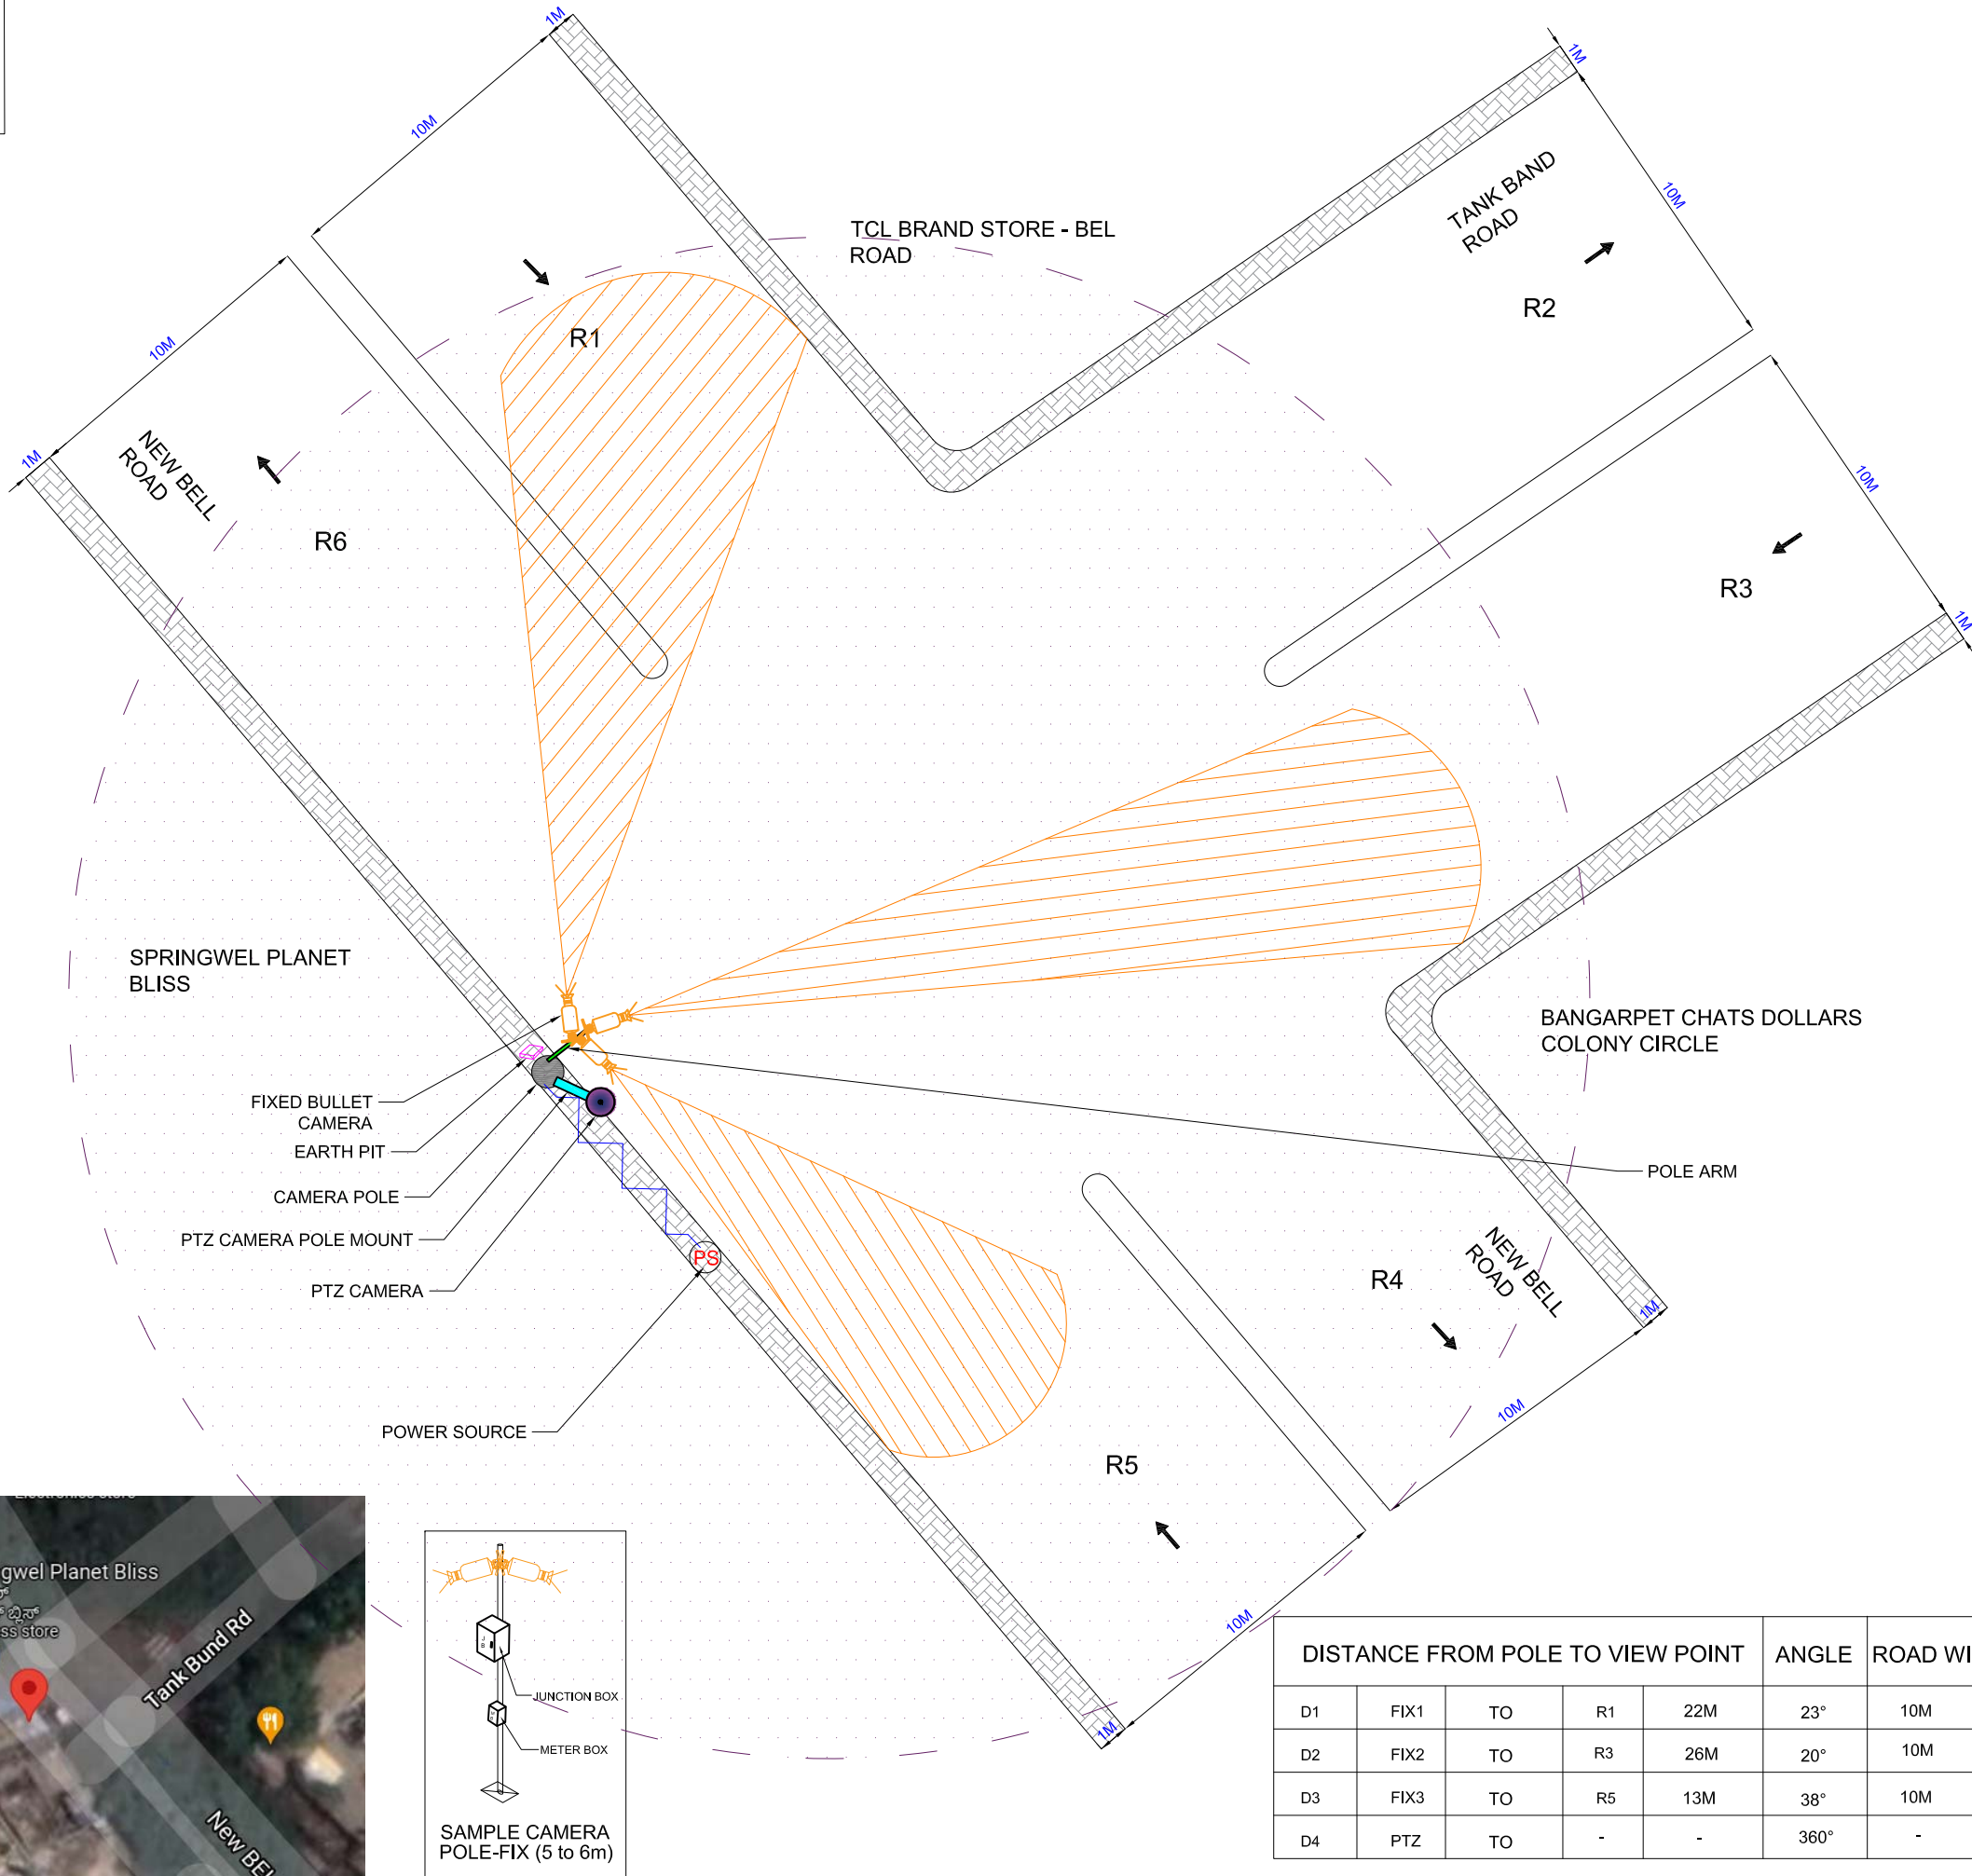 1M
1M
10M
10M
TANK BAND
ROAD
10M
TCL BRAND STORE - BEL
ROAD
R2
R1
10M
1M
NEW BELL
ROAD
10M
R6
R3
1M
SPRINGWEL PLANET
BLISS
BANGARPET CHATS DOLLARS
COLONY CIRCLE
FIXED BULLET
CAMERA
EARTH PIT
POLE ARM
CAMERA POLE
PTZ CAMERA POLE MOUNT
PS
PTZ CAMERA
R4
NEW BELL
ROAD
1M
10M
POWER SOURCE
R5
10M
1M
gwel Planet Bliss
ಬ್ಲಿಸ್
ss store
Tank Bund Rd
New BEL
JB
JUNCTION BOX
METER BOX
SAMPLE CAMERA
POLE-FIX (5 to 6m)
DISTANCE FROM POLE TO VIEW POINT ANGLE ROAD WI
D1 FIX1 TO R1 22M 23° 10M
D2 FIX2 TO R3 26M 20° 10M
D3 FIX3 TO R5 13M 38° 10M
D4 PTZ TO - - 360° -